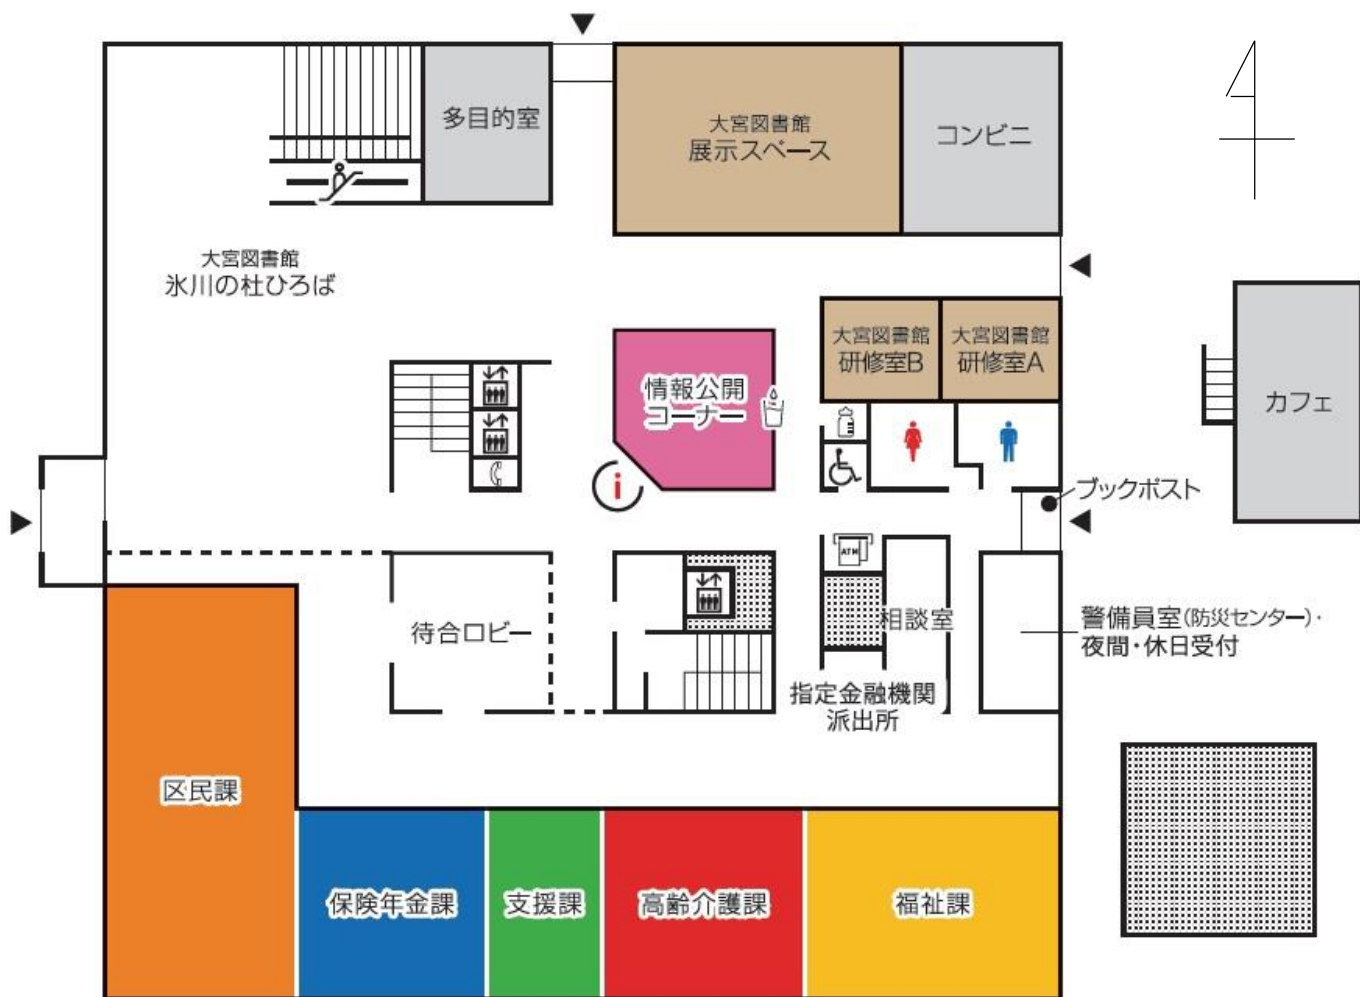 多目的室
大宮図書館
展示スペース
コンビニ
大宮図書館
氷川の杜ひろば
大宮図書館
研修室B
大宮図書館
研修室A
情報公開
コーナー
カフェ
i
ブックポスト
ATM
待合ロビー
相談室
警備員室(防災センター)・
夜間・休日受付
指定金融機関
派出所
区民課
保険年金課
支援課
高齢介護課
福祉課